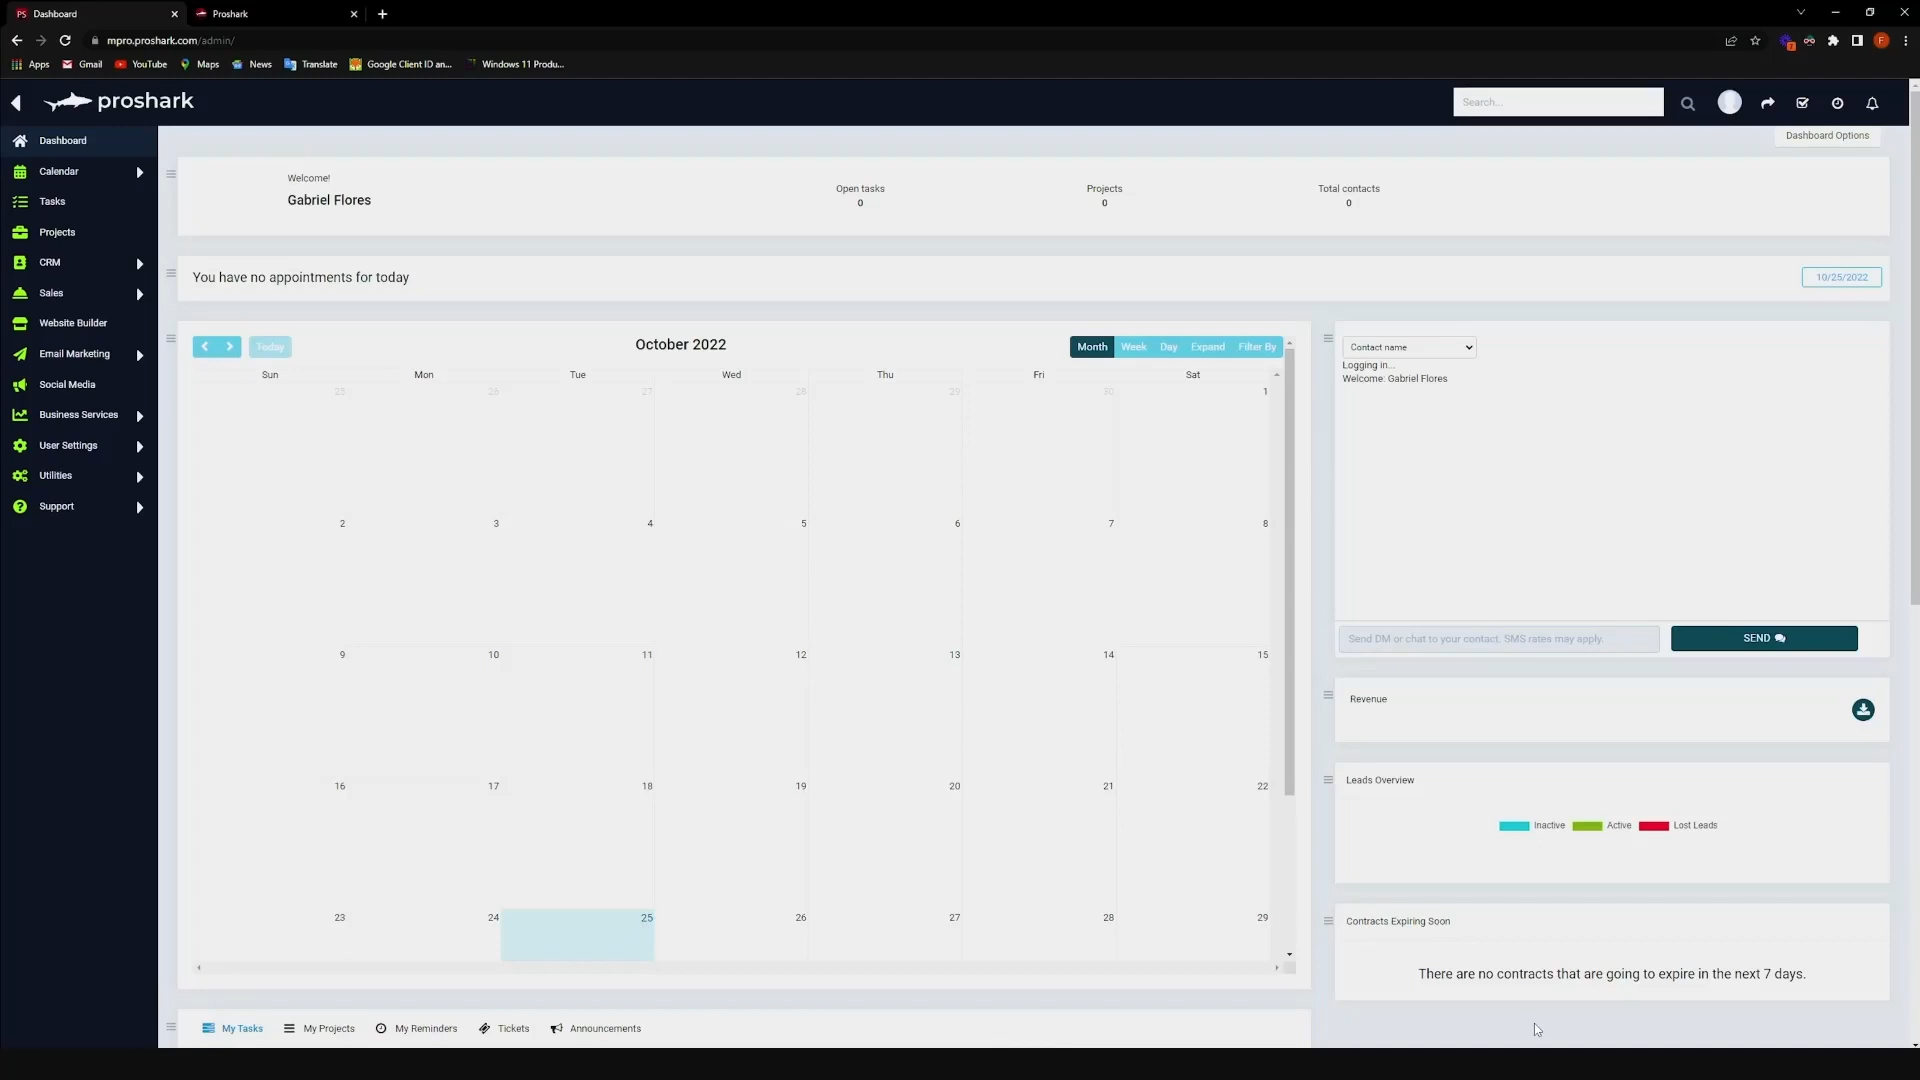 PS Dashboard
Proshark
mpro.proshark.com/admin/
Apps Gmail YouTube Maps News Translate Google Client ID an... Windows 11 Produ...
F
proshark
Search...
Dashboard Options
Dashboard
Calendar
Tasks
Projects
CRM
Sales
Website Builder
Email Marketing
Social Media
Business Services
User Settings
Utilities
Support
Welcome!
Gabriel Flores
Open tasks
0
Projects
0
Total contacts
0
You have no appointments for today
10/25/2022
Today
October 2022
Month Week Day Expand Filter By
Sun Mon Tue Wed Thu Fri Sat
25 26 27 28 29 30 1
2 3 4 5 6 7 8
9 10 11 12 13 14 15
16 17 18 19 20 21 22
23 24 25 26 27 28 29
Contact name
Logging in...
Welcome: Gabriel Flores
Send DM or chat to your contact. SMS rates may apply.
SEND
Revenue
Leads Overview
Inactive Active Lost Leads
Contracts Expiring Soon
There are no contracts that are going to expire in the next 7 days.
My Tasks My Projects My Reminders Tickets Announcements